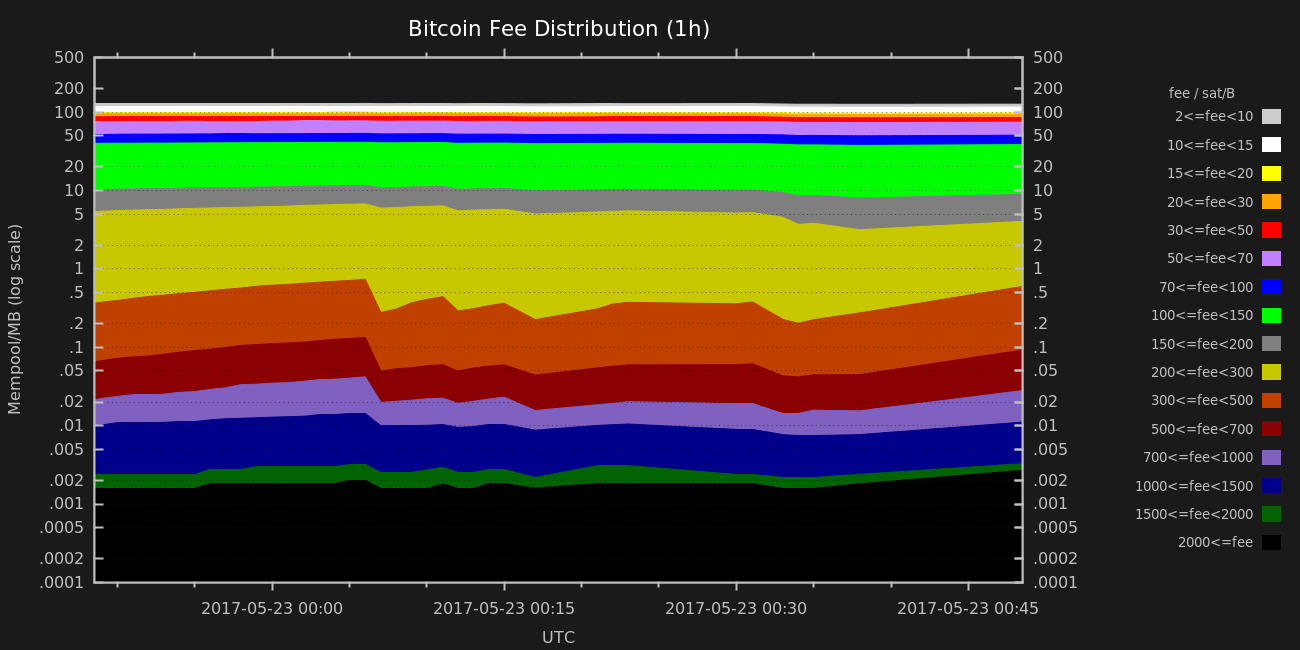 Bitcoin Fee Distribution (1h)
500 500
200 200
100 100
50 50
20 20
10 10
5 5
2 2
1 1
.5 .5
.2 .2
.1 .1
.05 .05
.02 .02
.01 .01
.005 .005
.002 .002
.001 .001
.0005 .0005
.0002 .0002
.0001 .0001
Mempool/MB (log scale)
2017-05-23 00:00 2017-05-23 00:15 2017-05-23 00:30 2017-05-23 00:45
UTC
fee / sat/B
2<=fee<10
10<=fee<15
15<=fee<20
20<=fee<30
30<=fee<50
50<=fee<70
70<=fee<100
100<=fee<150
150<=fee<200
200<=fee<300
300<=fee<500
500<=fee<700
700<=fee<1000
1000<=fee<1500
1500<=fee<2000
2000<=fee